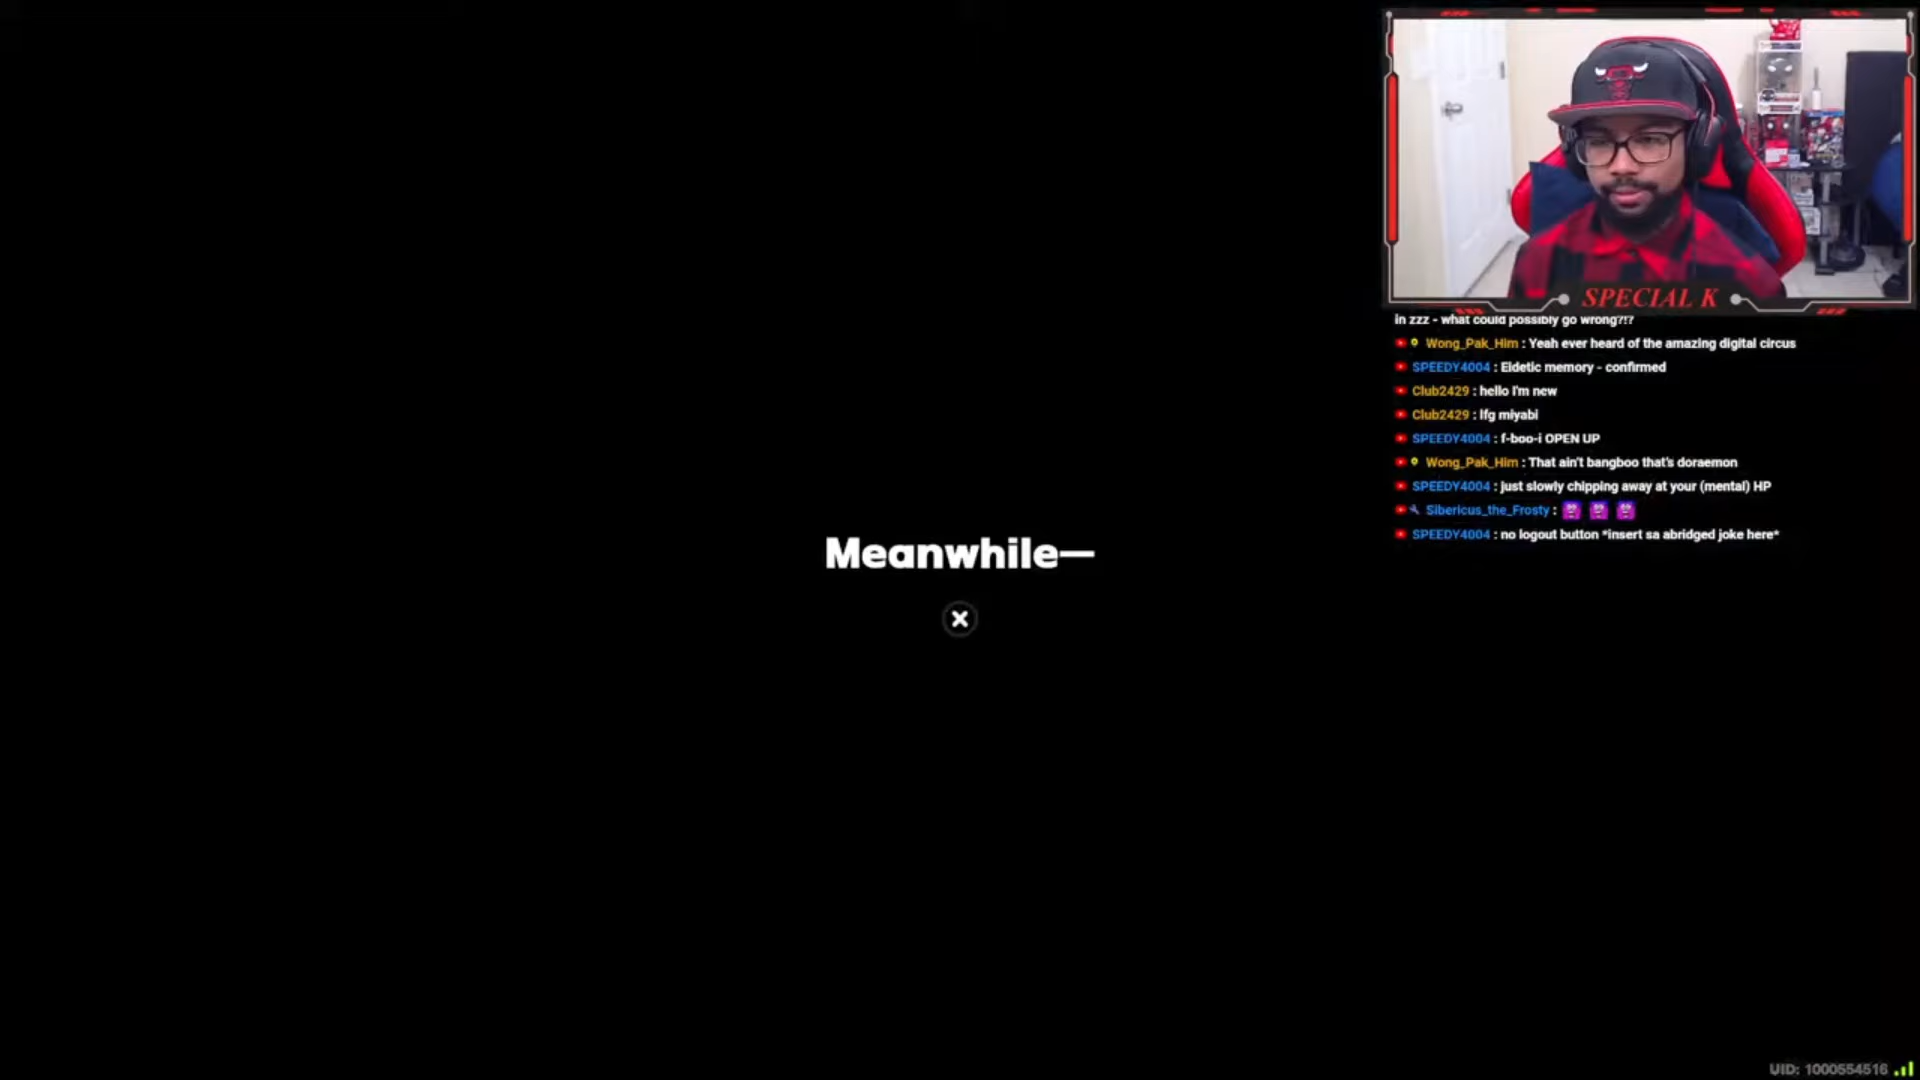 SPECIAL K
in zzz - what could possibly go wrong?!?
Wong_Pak_Him : Yeah ever heard of the amazing digital circus
SPEEDY4004 : Eidetic memory - confirmed
Club2429 : hello I'm new
Club2429 : lfg miyabi
SPEEDY4004 : f-boo-i OPEN UP
Wong_Pak_Him : That ain't bangboo that's doraemon
SPEEDY4004 : just slowly chipping away at your (mental) HP
Sibericus_the_Frosty :
SPEEDY4004 : no logout button *insert sa abridged joke here*
Meanwhile—
UID: 1000554516